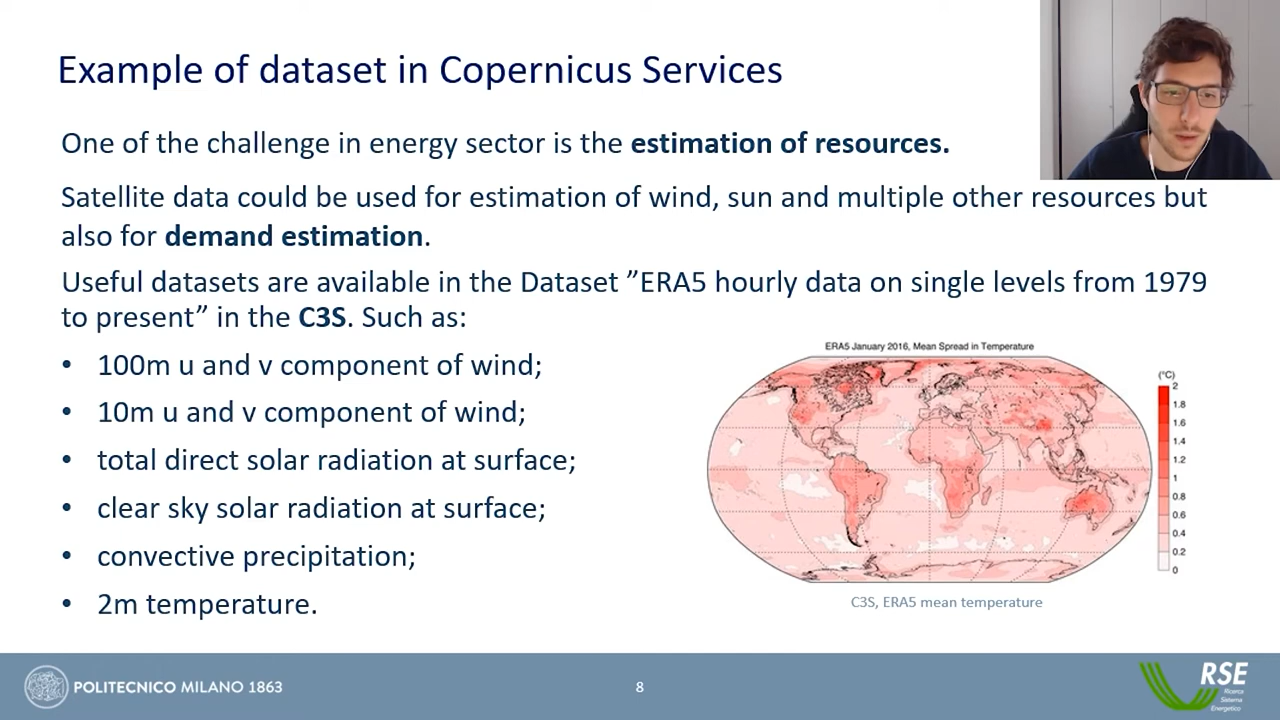 Example of dataset in Copernicus Services
One of the challenge in energy sector is the estimation of resources.
Satellite data could be used for estimation of wind, sun and multiple other resources but
also for demand estimation.
Useful datasets are available in the Dataset ”ERA5 hourly data on single levels from 1979
to present” in the C3S. Such as:
• 100m u and v component of wind;
• 10m u and v component of wind;
• total direct solar radiation at surface;
• clear sky solar radiation at surface;
• convective precipitation;
• 2m temperature.
ERA5 January 2016, Mean Spread in Temperature
(°C)
2
1.8
1.6
1.4
1.2
1
0.8
0.6
0.4
0.2
0
C3S, ERA5 mean temperature
POLITECNICO MILANO 1863
8
RSE
Ricerca
Sistema
Energetico